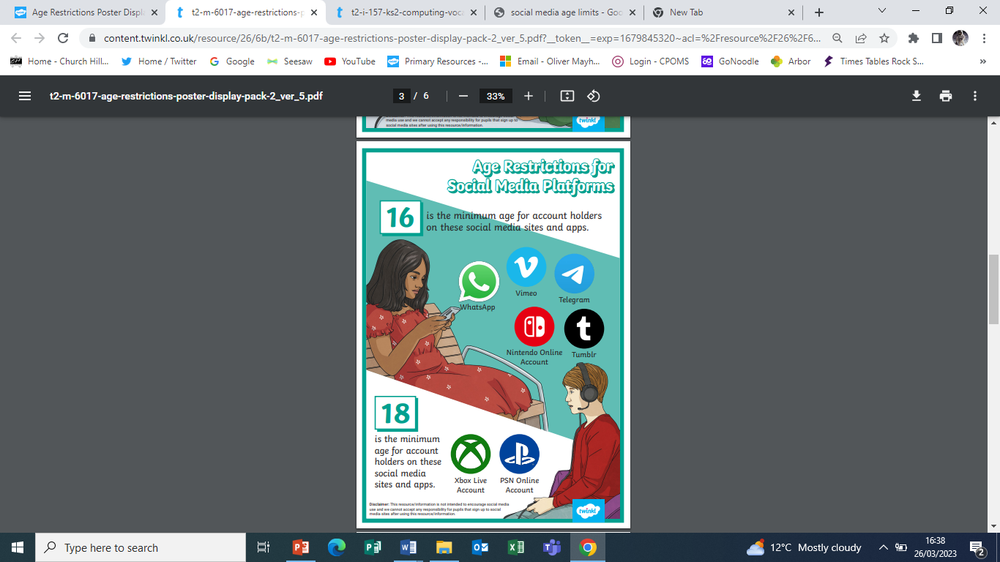 Age Restrictions Poster Displ
t2-m-6017-age-restrictions-p
t2-i-157-ks2-computing-voca
social media age limits - Goo
New Tab
content.twinkl.co.uk/resource/26/6b/t2-m-6017-age-restrictions-poster-display-pack-2_ver_5.pdf?__token__=exp=1679845320~acl=%2Fresource%2F26%2F6...
Home - Church Hill...
Home / Twitter
Google
Seesaw
YouTube
Primary Resources -...
Email - Oliver Mayh...
Login - CPOMS
GoNoodle
Arbor
Times Tables Rock S...
»
t2-m-6017-age-restrictions-poster-display-pack-2_ver_5.pdf
3 / 6
33%
media use and we cannot accept any responsibility for pupils that sign up to
social media sites after using this resource/information.
twinkl
Age Restrictions for
Social Media Platforms
16
is the minimum age for account holders
on these social media sites and apps.
WhatsApp
Vimeo
Telegram
Nintendo Online
Account
Tumblr
18
is the minimum
age for account
holders on these
social media
sites and apps.
Xbox Live
Account
PSN Online
Account
Disclaimer: This resource/information is not intended to encourage social media
use and we cannot accept any responsibility for pupils that sign up to social
media sites after using this resource/information.
twinkl
Type here to search
12°C Mostly cloudy
16:38
26/03/2023
2